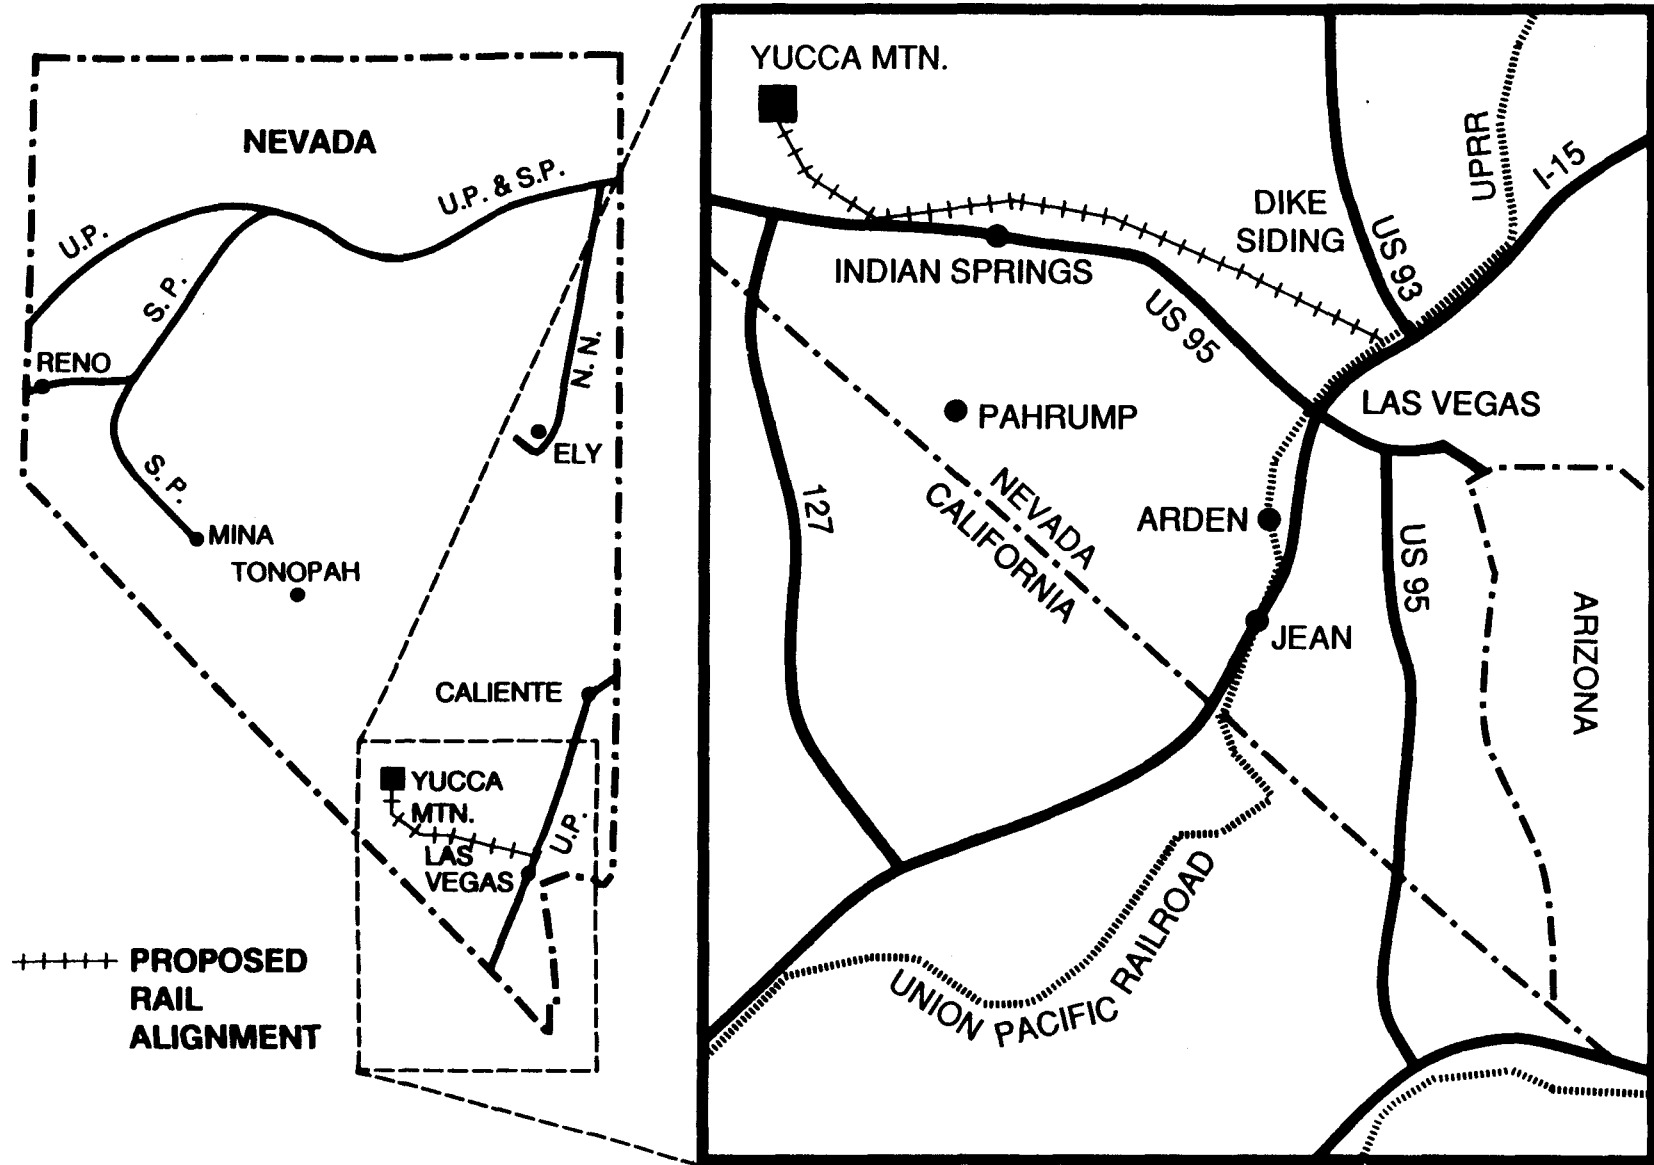 NEVADA
U.P. & S.P.
U.P.
S. P.
N. N.
RENO
ELY
S. P.
MINA
TONOPAH
CALIENTE
YUCCA
MTN.
U.P.
LAS
VEGAS
PROPOSED
RAIL
ALIGNMENT
YUCCA MTN.
UPRR
I-15
DIKE
SIDING
US 93
INDIAN SPRINGS
US 95
LAS VEGAS
PAHRUMP
NEVADA
CALIFORNIA
127
ARDEN
US 95
JEAN
ARIZONA
UNION PACIFIC RAILROAD